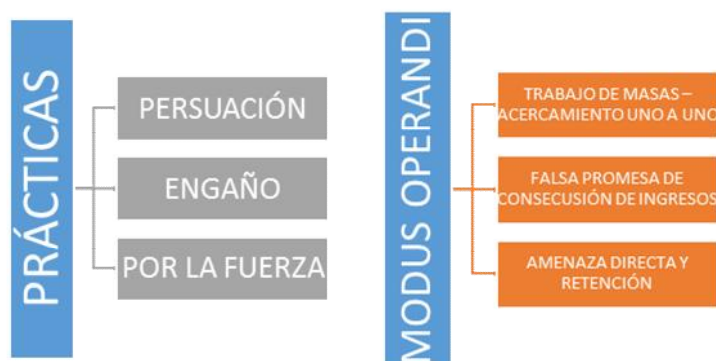 PRÁCTICAS
PERSUACIÓN
ENGAÑO
POR LA FUERZA
MODUS OPERANDI
TRABAJO DE MASAS –
ACERCAMIENTO UNO A UNO
FALSA PROMESA DE
CONSECUSIÓN DE INGRESOS
AMENAZA DIRECTA Y
RETENCIÓN